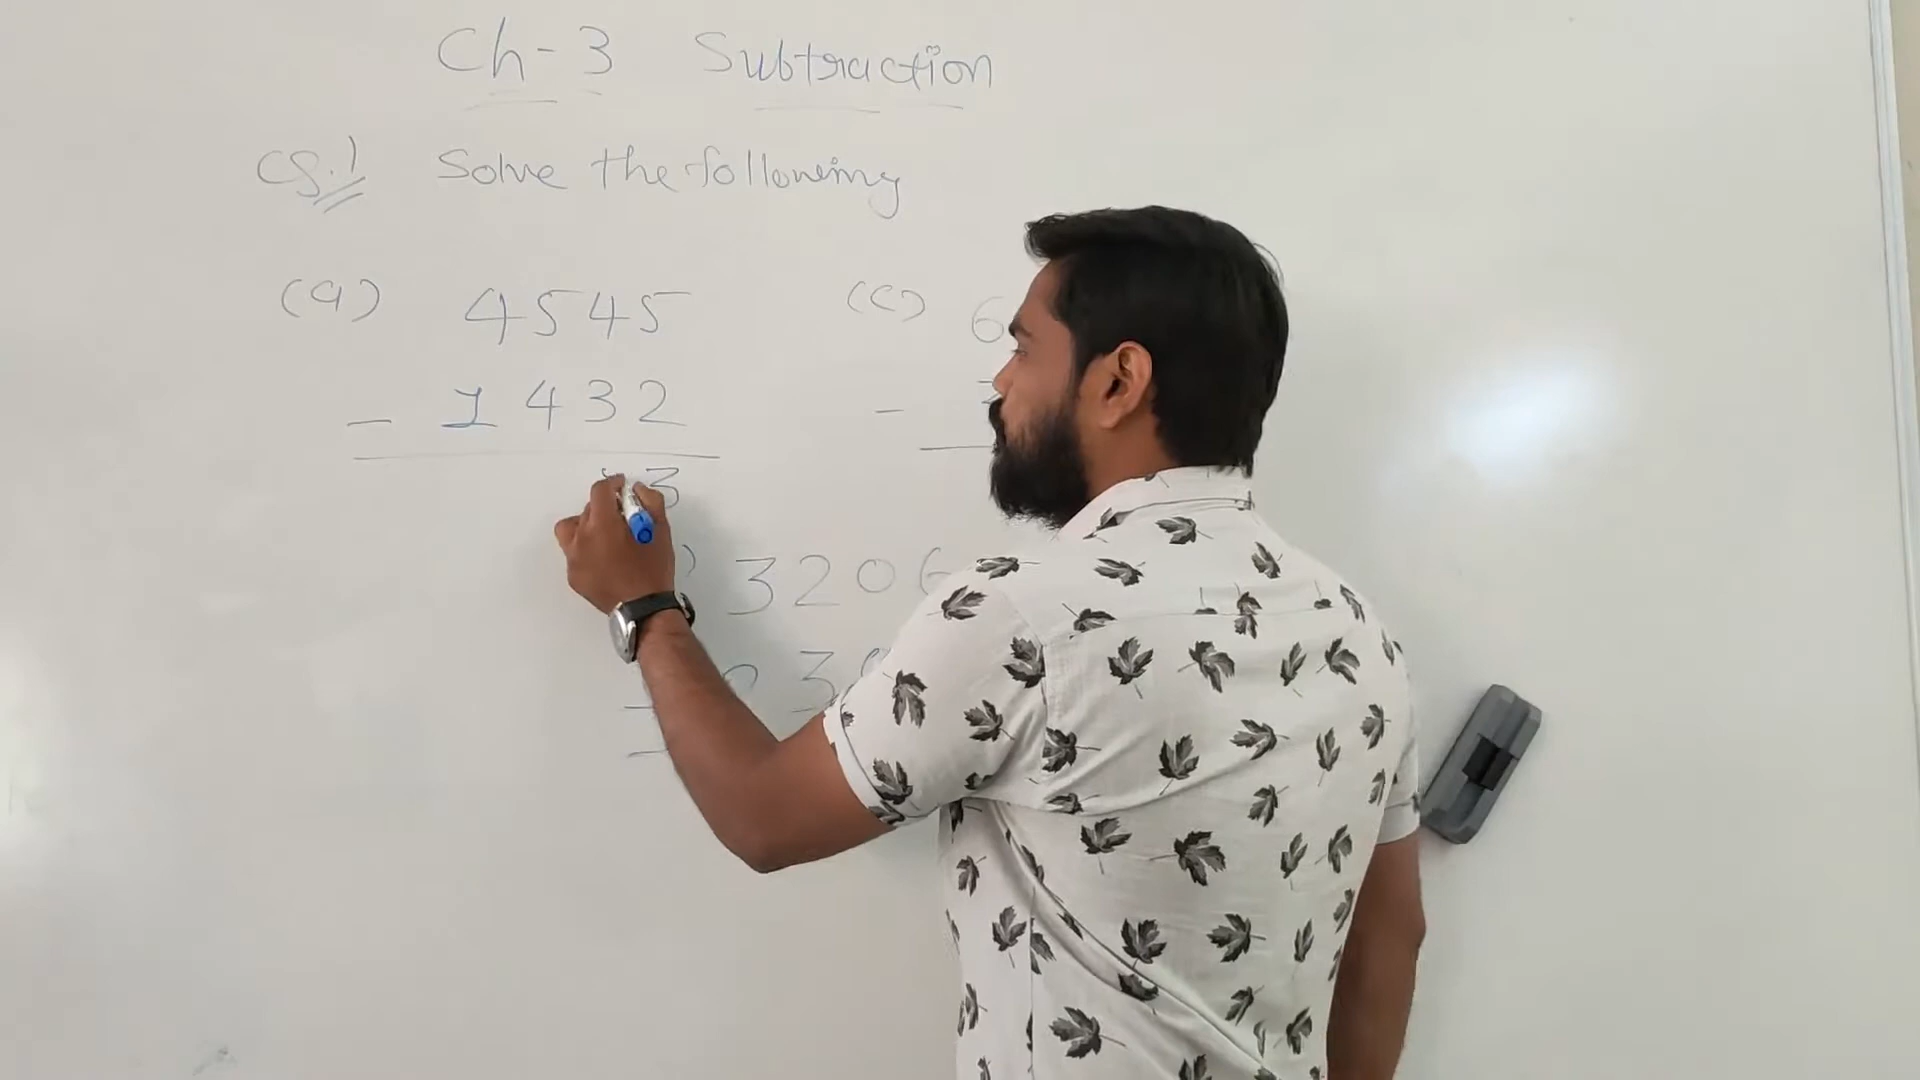 Ch-3 Subtraction
Q.1 Solve the following
(a) 4545
- 1432
3
(c) 6
-
3206
3